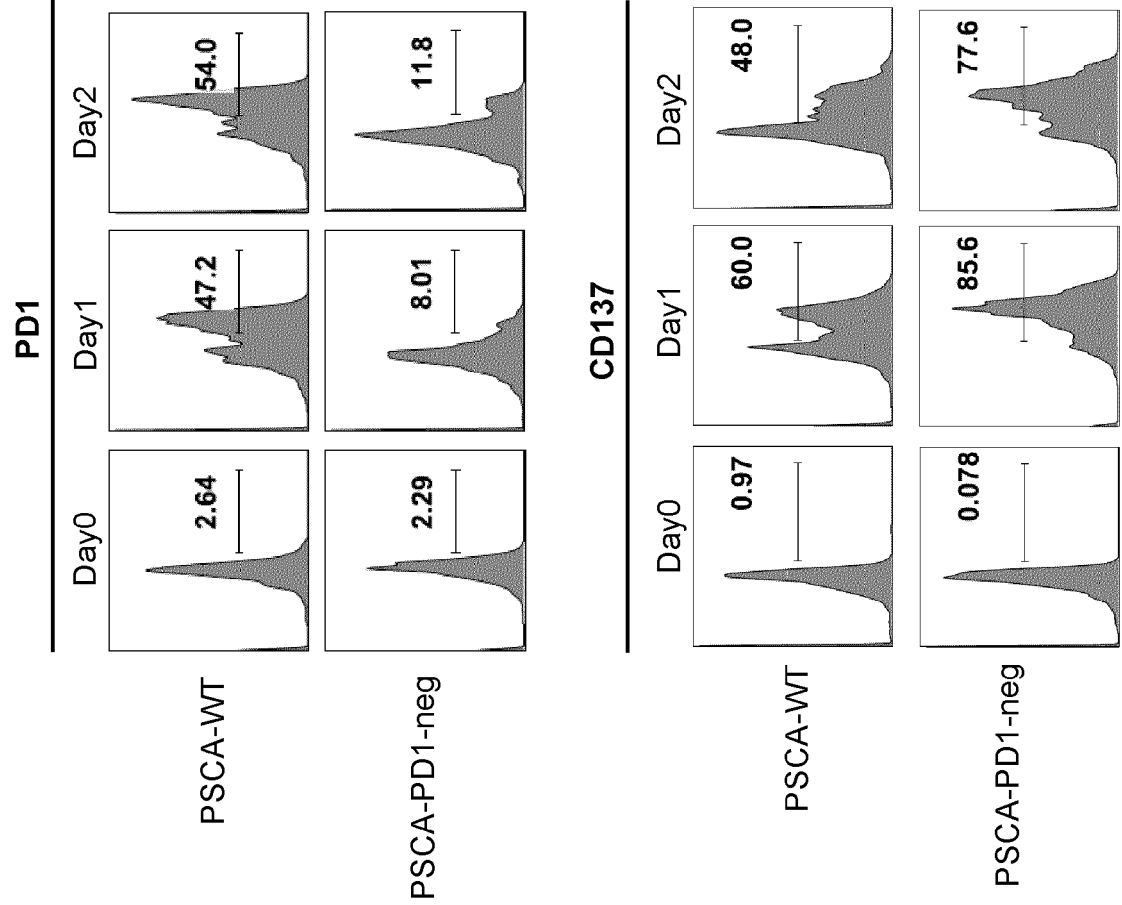 PD1
Day0 Day1 Day2
PSCA-WT 2.64 47.2 54.0
PSCA-PD1-neg 2.29 8.01 11.8
CD137
Day0 Day1 Day2
PSCA-WT 0.97 60.0 48.0
PSCA-PD1-neg 0.078 85.6 77.6